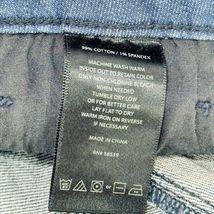 99% COTTON / 1% SPANDEX
MACHINE WASH WARM
INSIDE OUT TO RETAIN COLOR
ONLY NON-CHLORINE BLEACH
WHEN NEEDED
TUMBLE DRY LOW
OR FOR BETTER CARE
LAY FLAT TO DRY
WARM IRON ON REVERSE
IF NEEDED
MADE IN CHINA
RN# 58559